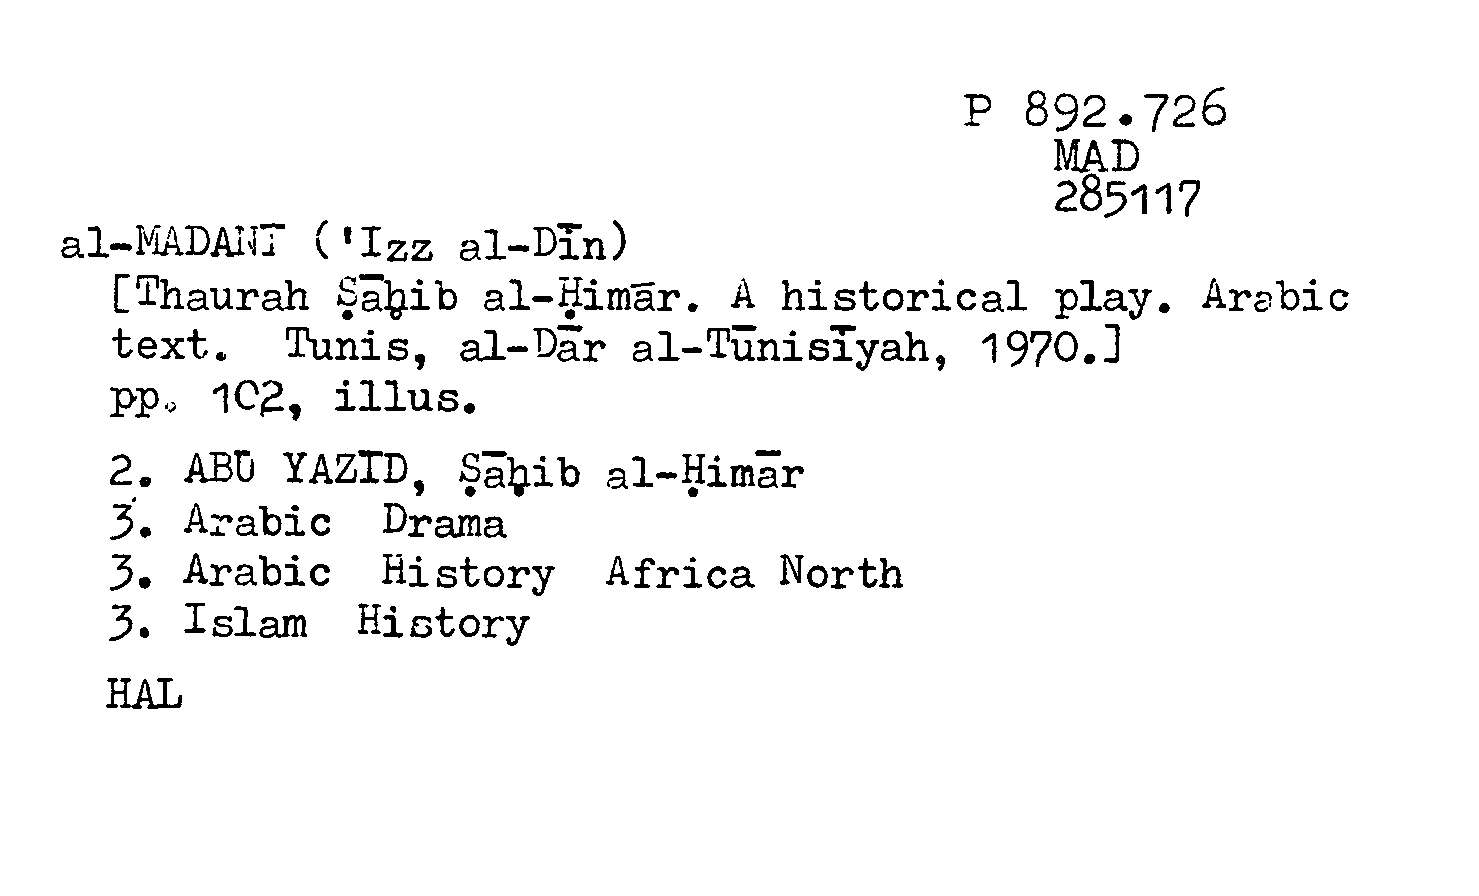 P 892.726
MAD
285117
al-MADANĪ ('Izz al-Dīn)
[Thaurah Ṣāḥib al-Ḥimār. A historical play. Arabic
text. Tunis, al-Dār al-Tūnisīyah, 1970.]
pp. 102, illus.
2. ABŪ YAZĪD, Ṣāḥib al-Ḥimār
3. Arabic Drama
3. Arabic History Africa North
3. Islam History
HAL